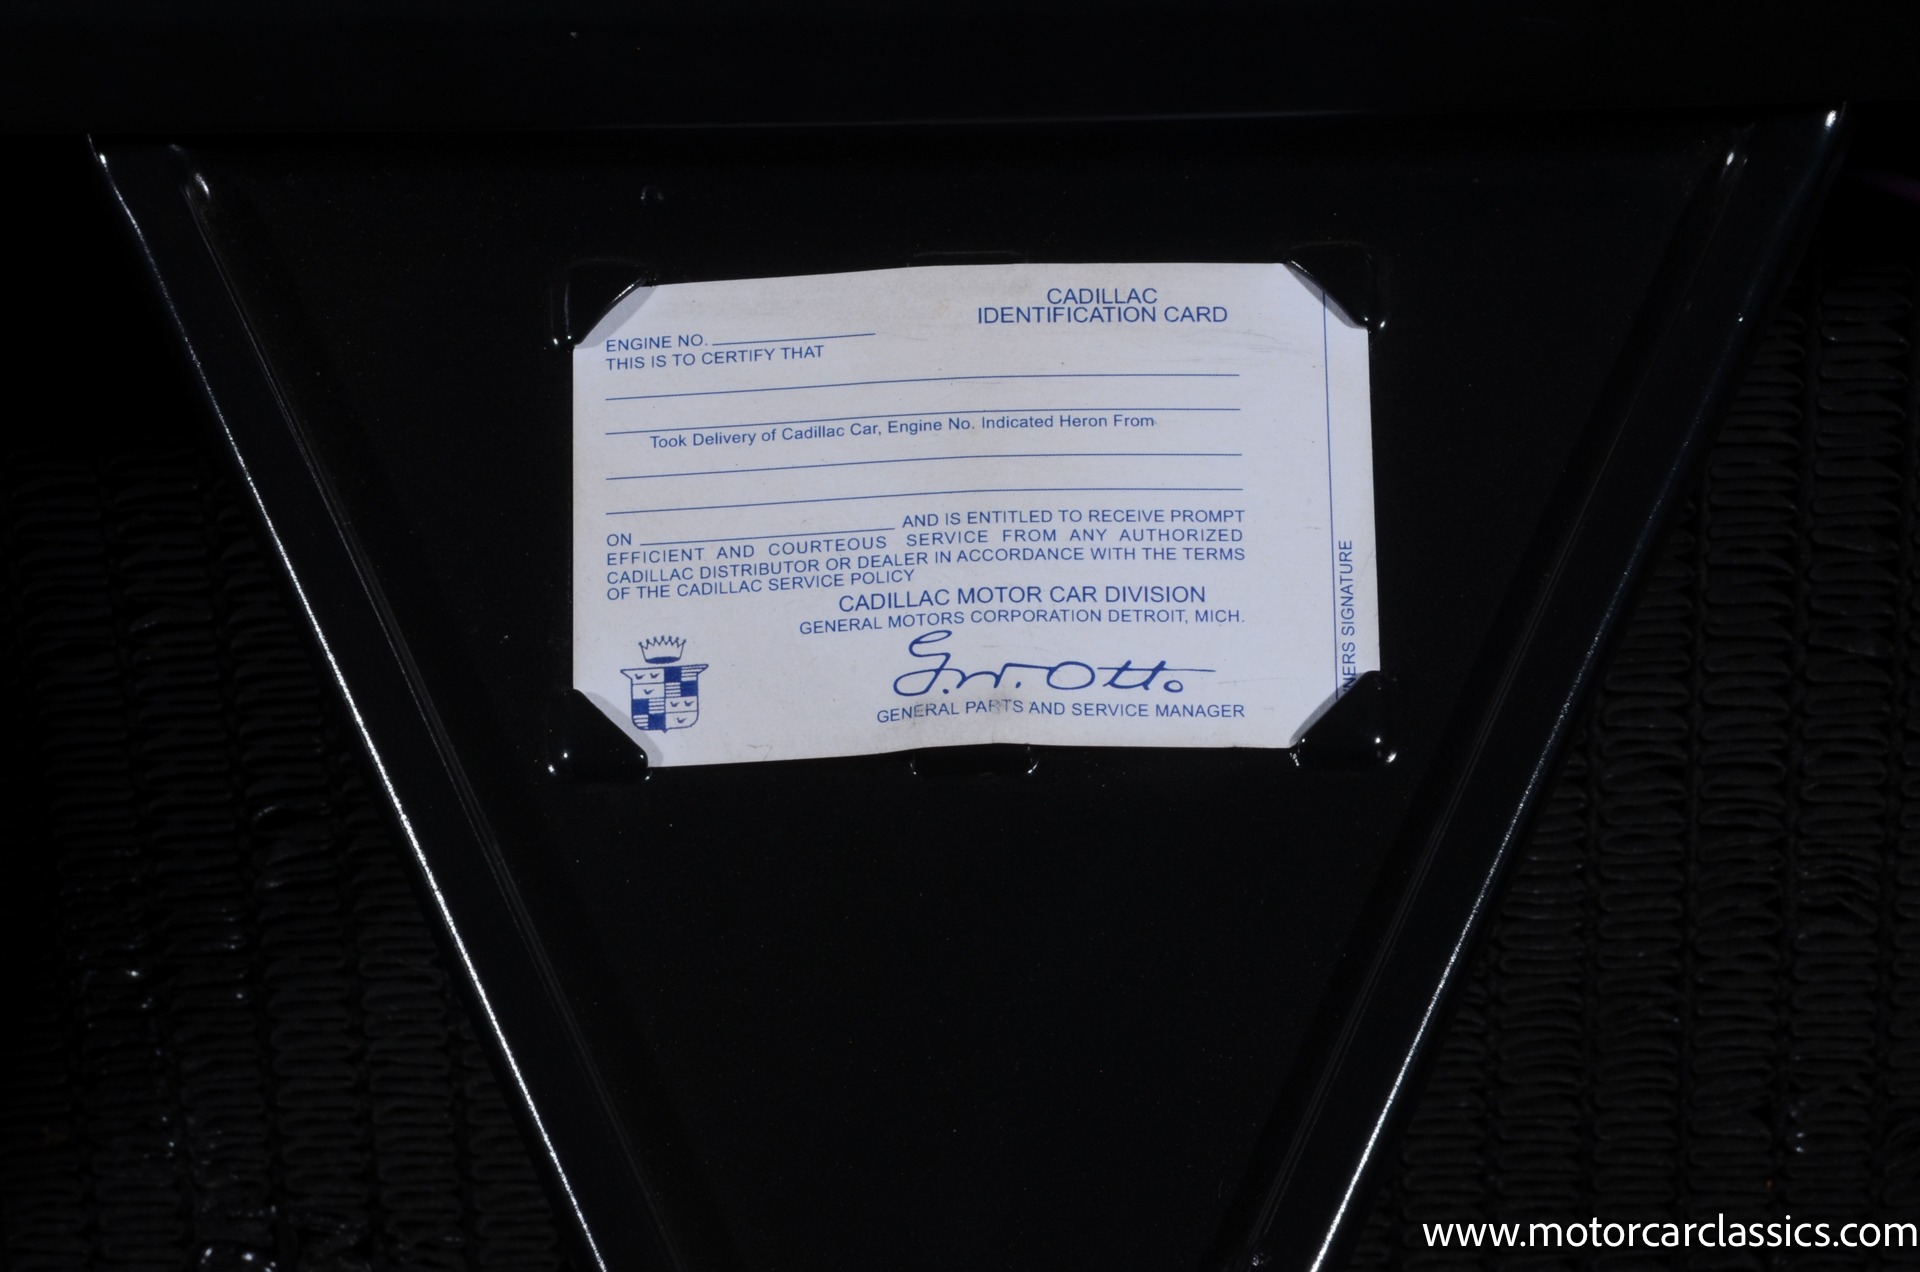 CADILLAC
IDENTIFICATION CARD
ENGINE NO.
THIS IS TO CERTIFY THAT
Took Delivery of Cadillac Car, Engine No. Indicated Heron From
ON AND IS ENTITLED TO RECEIVE PROMPT
EFFICIENT AND COURTEOUS SERVICE FROM ANY AUTHORIZED
CADILLAC DISTRIBUTOR OR DEALER IN ACCORDANCE WITH THE TERMS
OF THE CADILLAC SERVICE POLICY
CADILLAC MOTOR CAR DIVISION
GENERAL MOTORS CORPORATION DETROIT, MICH.
G.W. Otto
GENERAL PARTS AND SERVICE MANAGER
NERS SIGNATURE
www.motorcarclassics.com